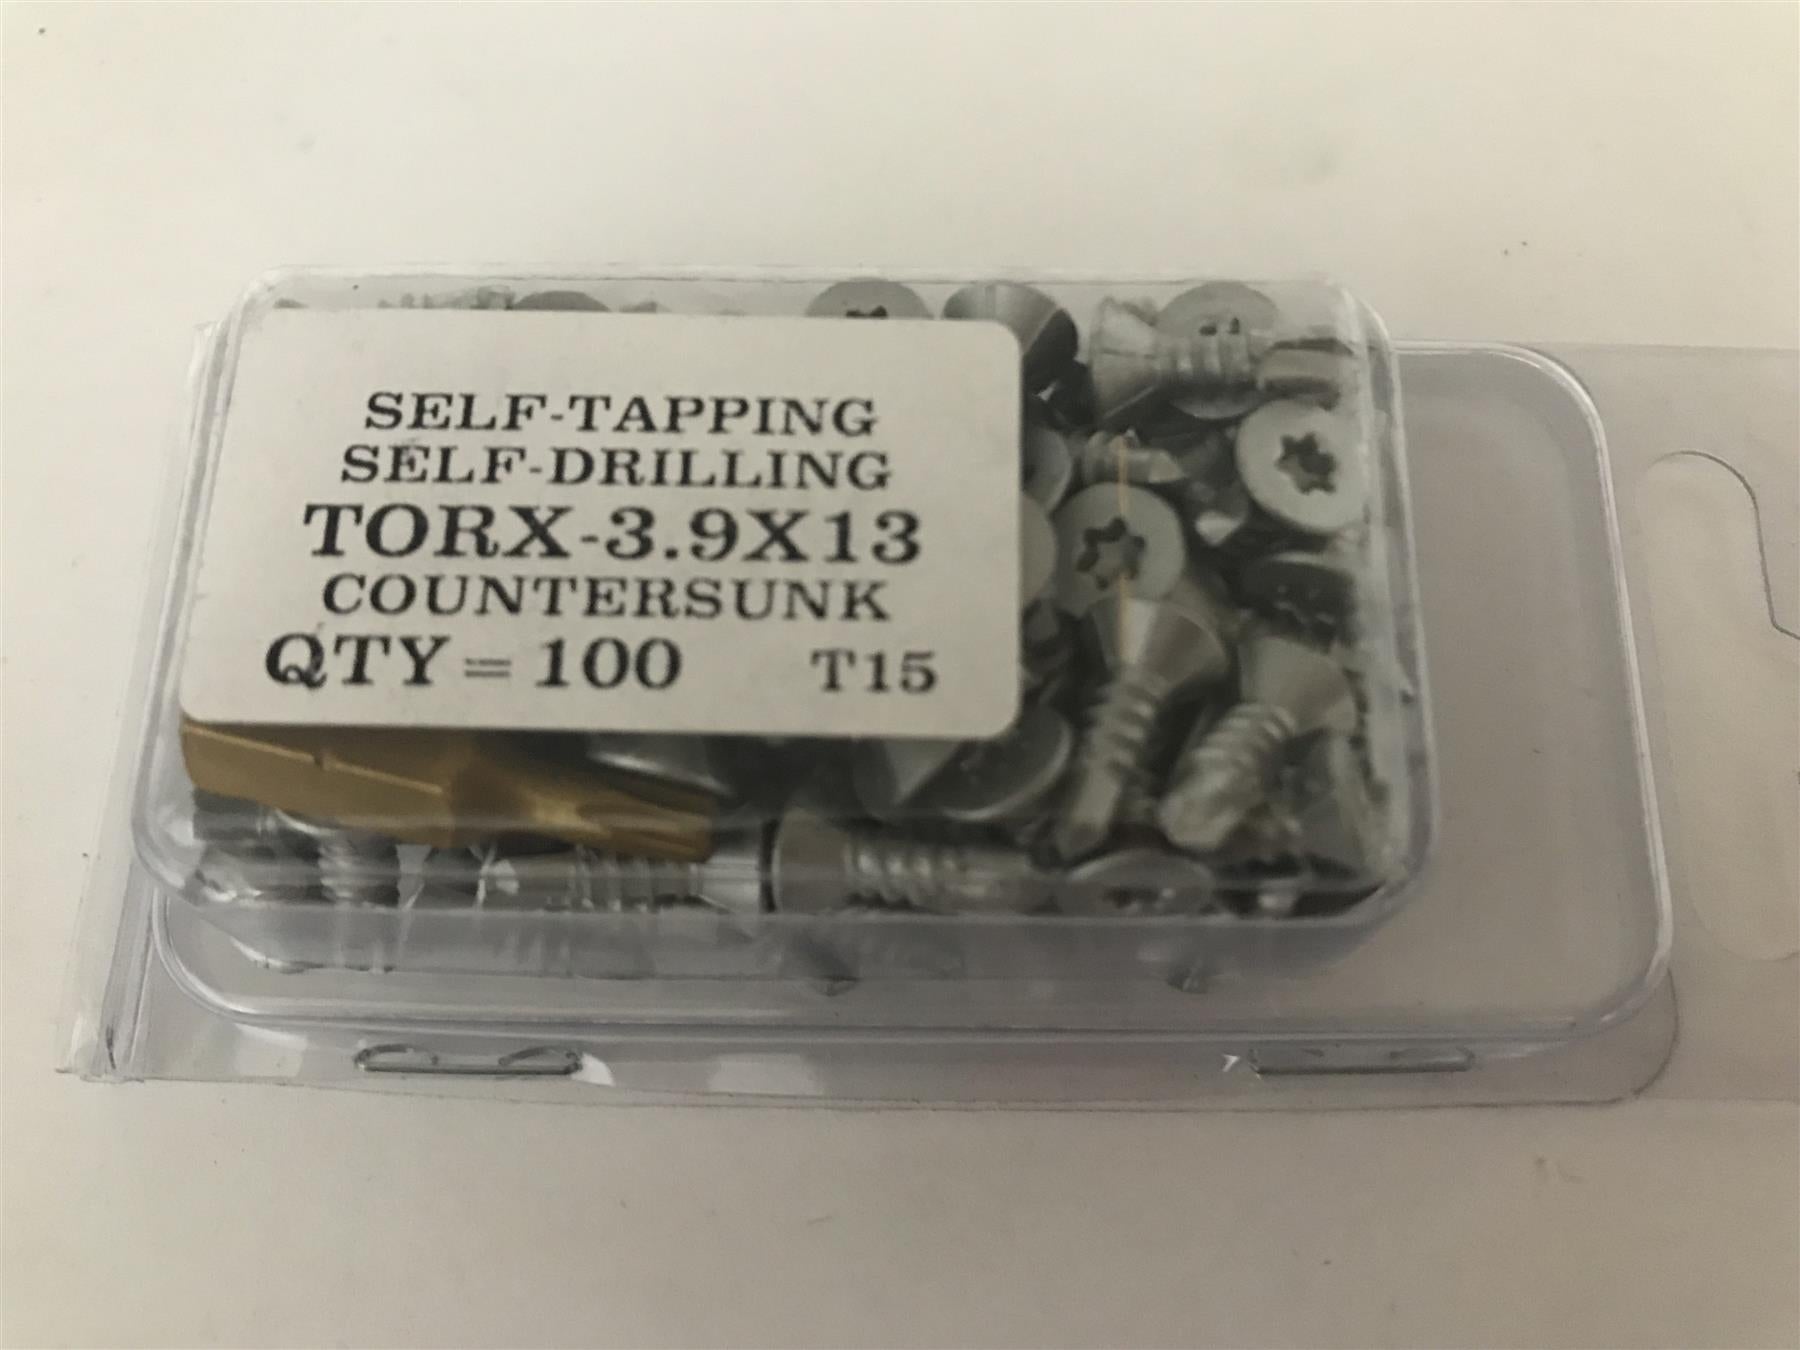 SELF-TAPPING
SELF-DRILLING
TORX-3.9X13
COUNTERSUNK
QTY = 100 T15